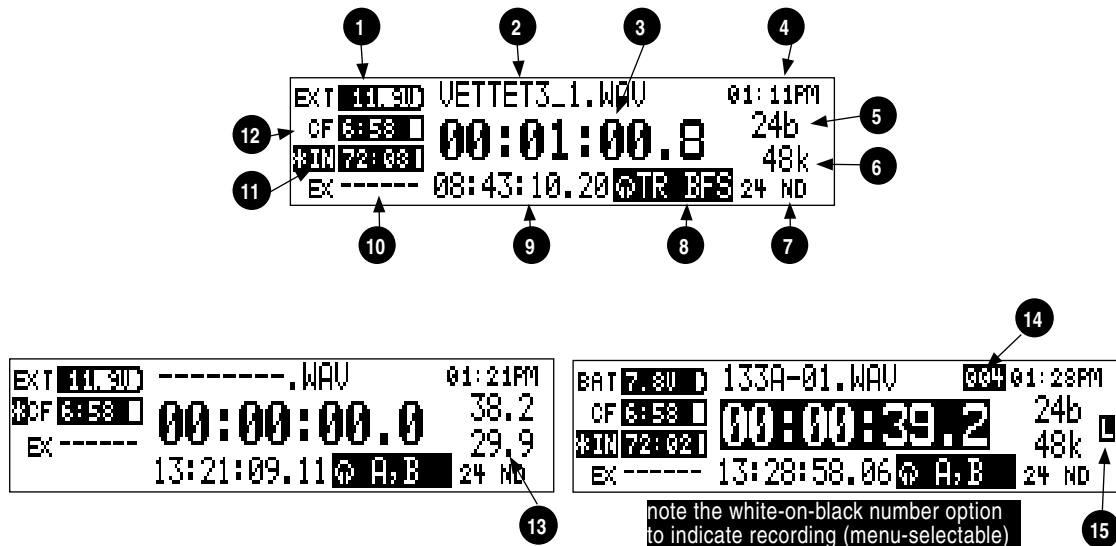 1 2 3 4
EXT 11.9V VETTET3_1.WAV 01:11PM
12 CF 6:58 00:01:00.8 24b 5
11 *IN 72:03 48k 6
EX ------ 08:43:10.20 TR BFS 24 ND
10 9 8 7
14
EXT 11.9V --------.WAV 01:21PM
*CF 6:58 00:00:00.0 38.2
EX ------ 29.9
13:21:09.11 A,B 24 ND
13
BAT 7.8V 133A-01.WAV 004 01:28PM
CF 6:58 00:00:39.2 24b L
*IN 72:02 48k
EX ------ 13:28:58.06 A,B 24 ND
15
note the white-on-black number option
to indicate recording (menu-selectable)